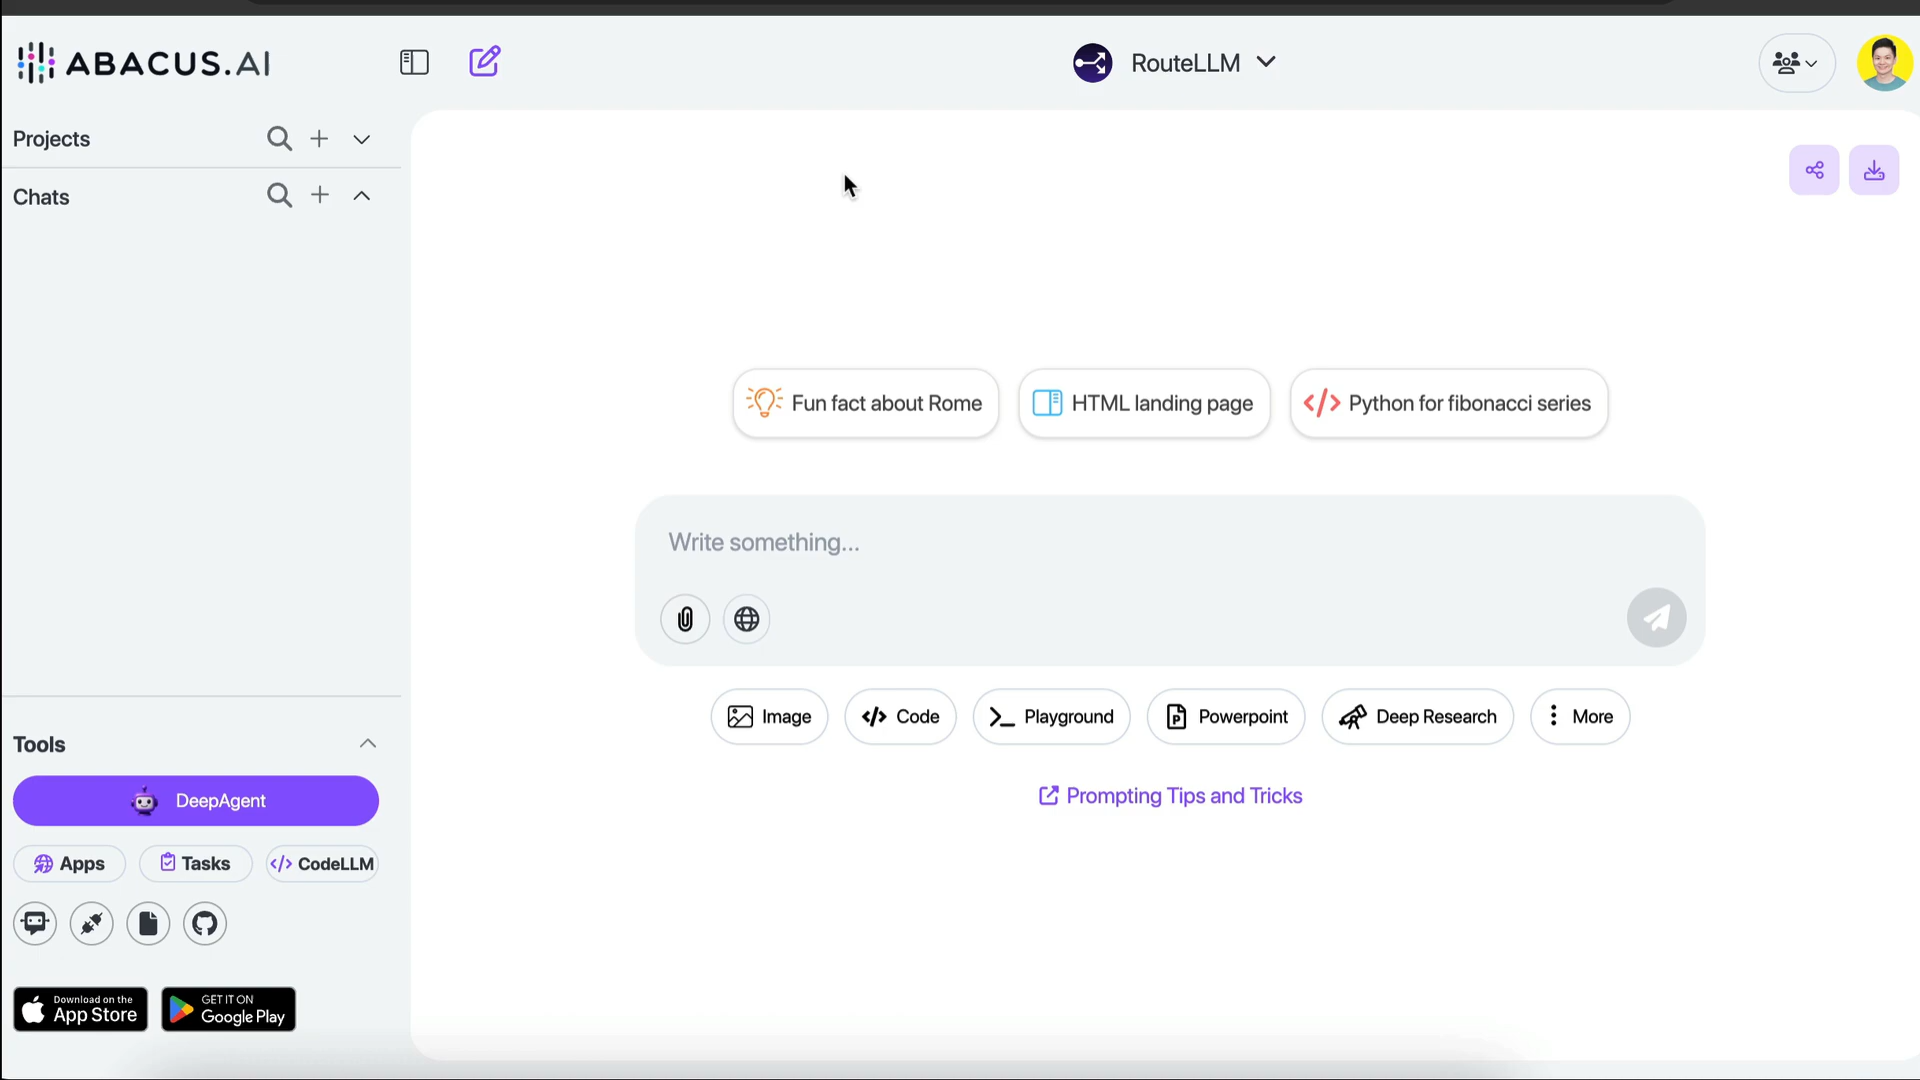 ABACUS.AI
RouteLLM
Projects
Chats
Fun fact about Rome
HTML landing page
Python for fibonacci series
Write something...
Image
Code
Playground
Powerpoint
Deep Research
More
Prompting Tips and Tricks
Tools
DeepAgent
Apps
Tasks
CodeLLM
Download on the
App Store
GET IT ON
Google Play